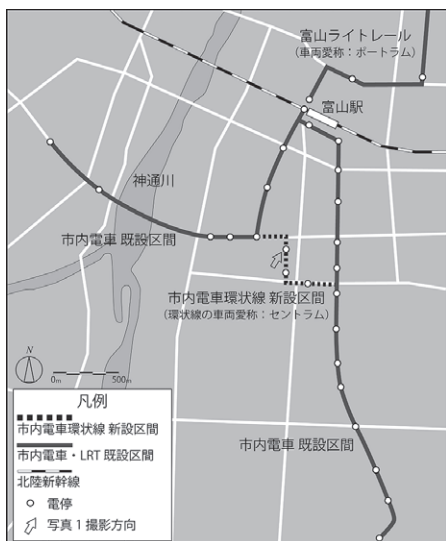 富山ライトレール
（車両愛称：ポートラム）
富山駅
神通川
市内電車 既設区間
市内電車環状線 新設区間
（環状線の車両愛称：セントラム）
N
0m 500m
凡例
市内電車環状線 新設区間
市内電車・LRT 既設区間
北陸新幹線
電停
写真1撮影方向
市内電車 既設区間